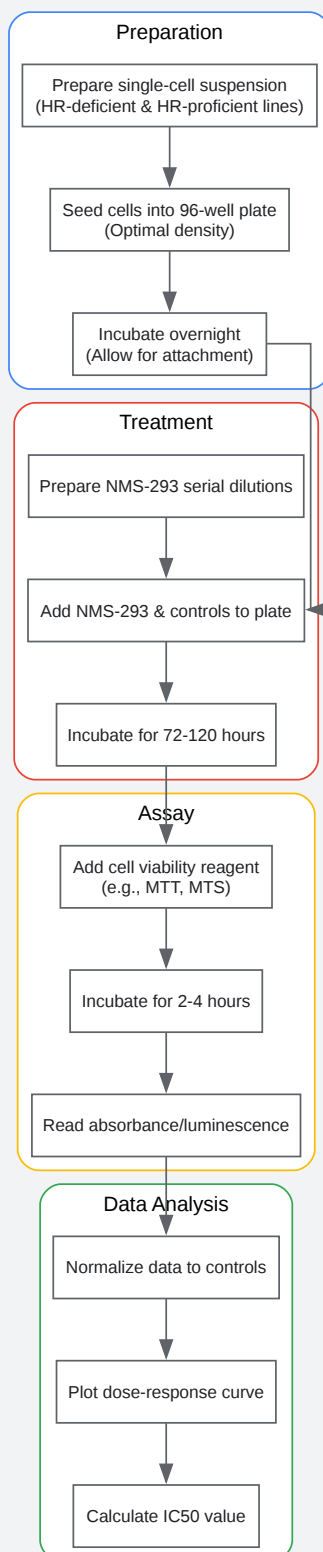 Preparation
Prepare single-cell suspension
(HR-deficient & HR-proficient lines)
Seed cells into 96-well plate
(Optimal density)
Incubate overnight
(Allow for attachment)
Treatment
Prepare NMS-293 serial dilutions
Add NMS-293 & controls to plate
Incubate for 72-120 hours
Assay
Add cell viability reagent
(e.g., MTT, MTS)
Incubate for 2-4 hours
Read absorbance/luminescence
Data Analysis
Normalize data to controls
Plot dose-response curve
Calculate IC50 value